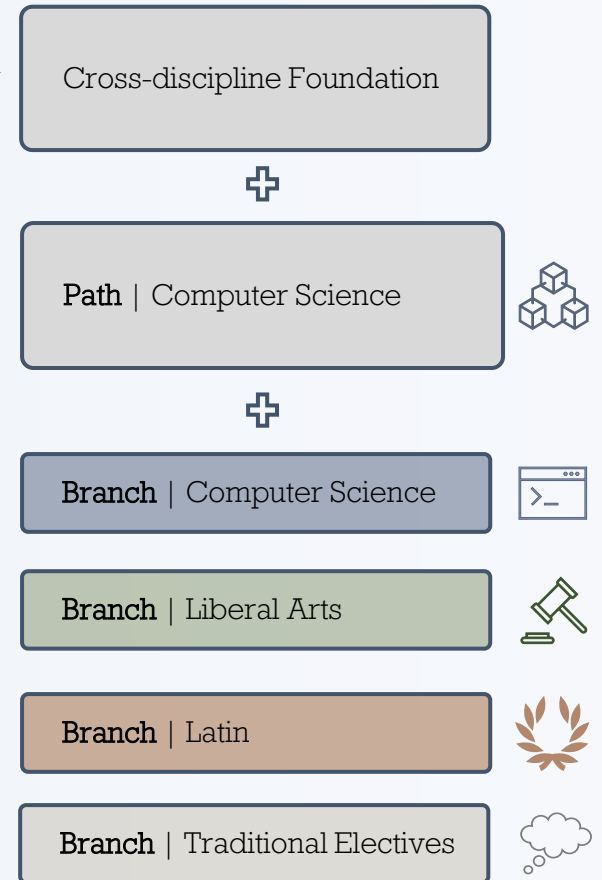 Cross-discipline Foundation
Path | Computer Science
Branch | Computer Science
>_
Branch | Liberal Arts
Branch | Latin
Branch | Traditional Electives